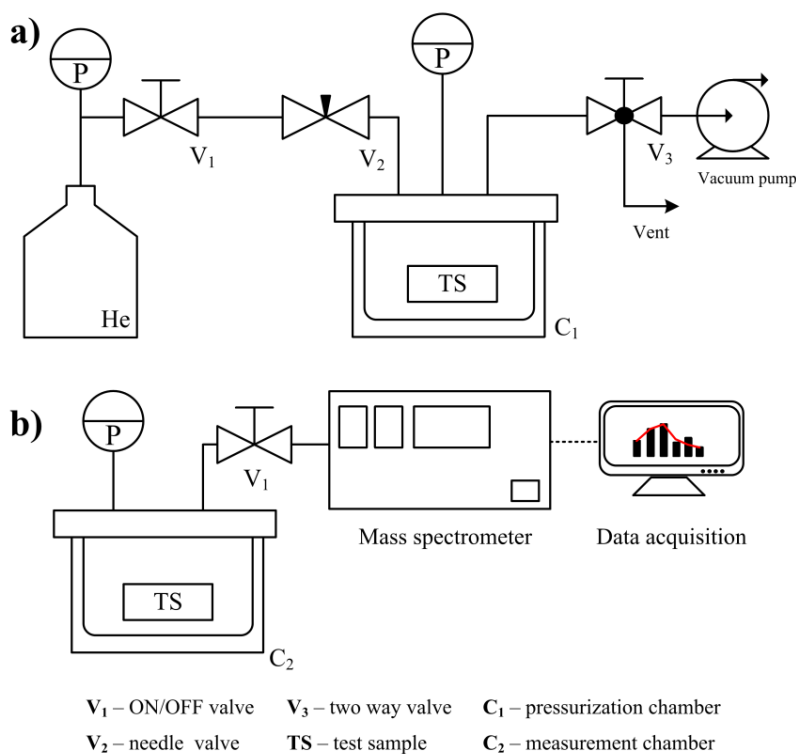 a)
P
P
V₁
V₂
V₃
Vacuum pump
Vent
TS
He
C₁
b)
P
V₁
Mass spectrometer
Data acquisition
TS
C₂
V₁ – ON/OFF valve V₃ – two way valve C₁ – pressurization chamber
V₂ – needle valve TS – test sample C₂ – measurement chamber